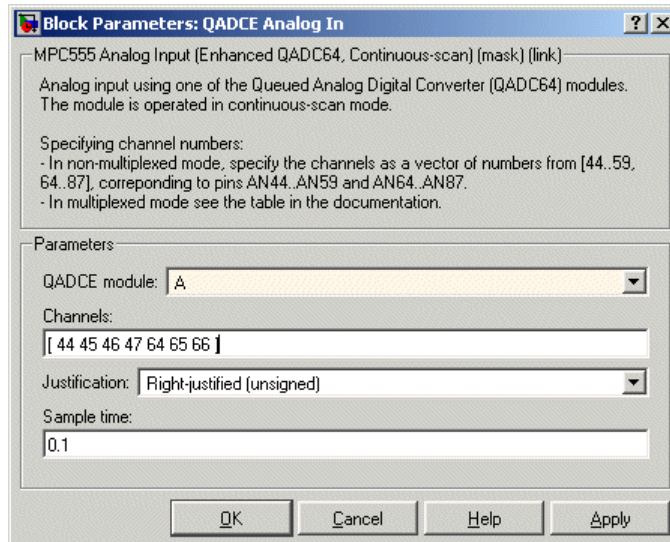 Block Parameters: QADCE Analog In
MPC555 Analog Input (Enhanced QADC64, Continuous-scan) (mask) (link)
Analog input using one of the Queued Analog Digital Converter (QADC64) modules.
The module is operated in continuous-scan mode.
Specifying channel numbers:
- In non-multiplexed mode, specify the channels as a vector of numbers from [44..59,
64..87], correponding to pins AN44..AN59 and AN64..AN87.
- In multiplexed mode see the table in the documentation.
Parameters
QADCE module: A
Channels:
[ 44 45 46 47 64 65 66 ]
Justification: Right-justified (unsigned)
Sample time:
0.1
OK Cancel Help Apply